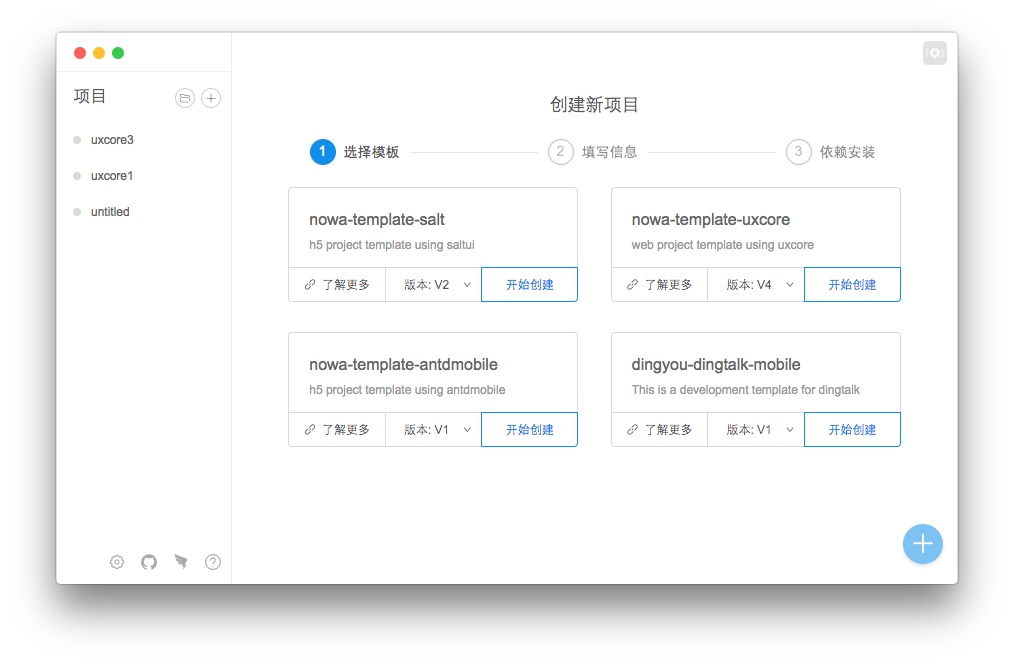 项目
uxcore3
uxcore1
untitled
创建新项目
1 选择模板 2 填写信息 3 依赖安装
nowa-template-salt
h5 project template using saltui
了解更多 版本: V2 开始创建
nowa-template-uxcore
web project template using uxcore
了解更多 版本: V4 开始创建
nowa-template-antdmobile
h5 project template using antdmobile
了解更多 版本: V1 开始创建
dingyou-dingtalk-mobile
This is a development template for dingtalk
了解更多 版本: V1 开始创建